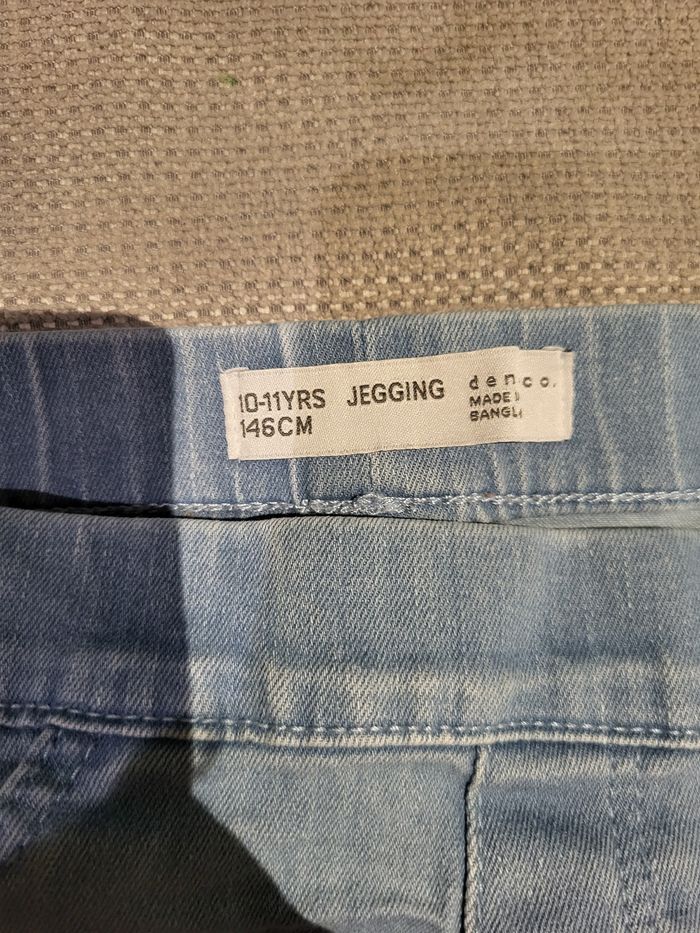 10-11YRS JEGGING
146CM
denco.
MADE